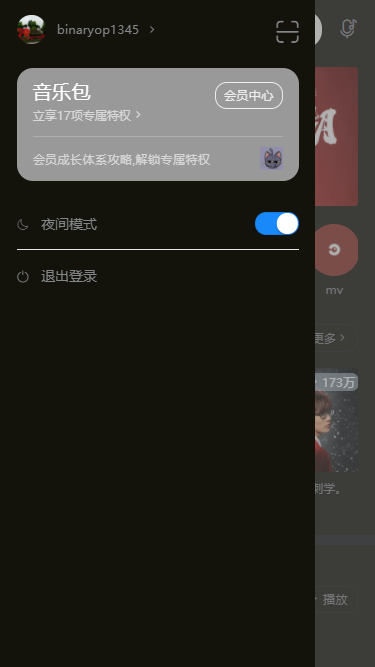 binaryop1345
音乐包
会员中心
立享17项专属特权
会员成长体系攻略,解锁专属特权
夜间模式
退出登录
mv
更多
173万
刺学。
播放